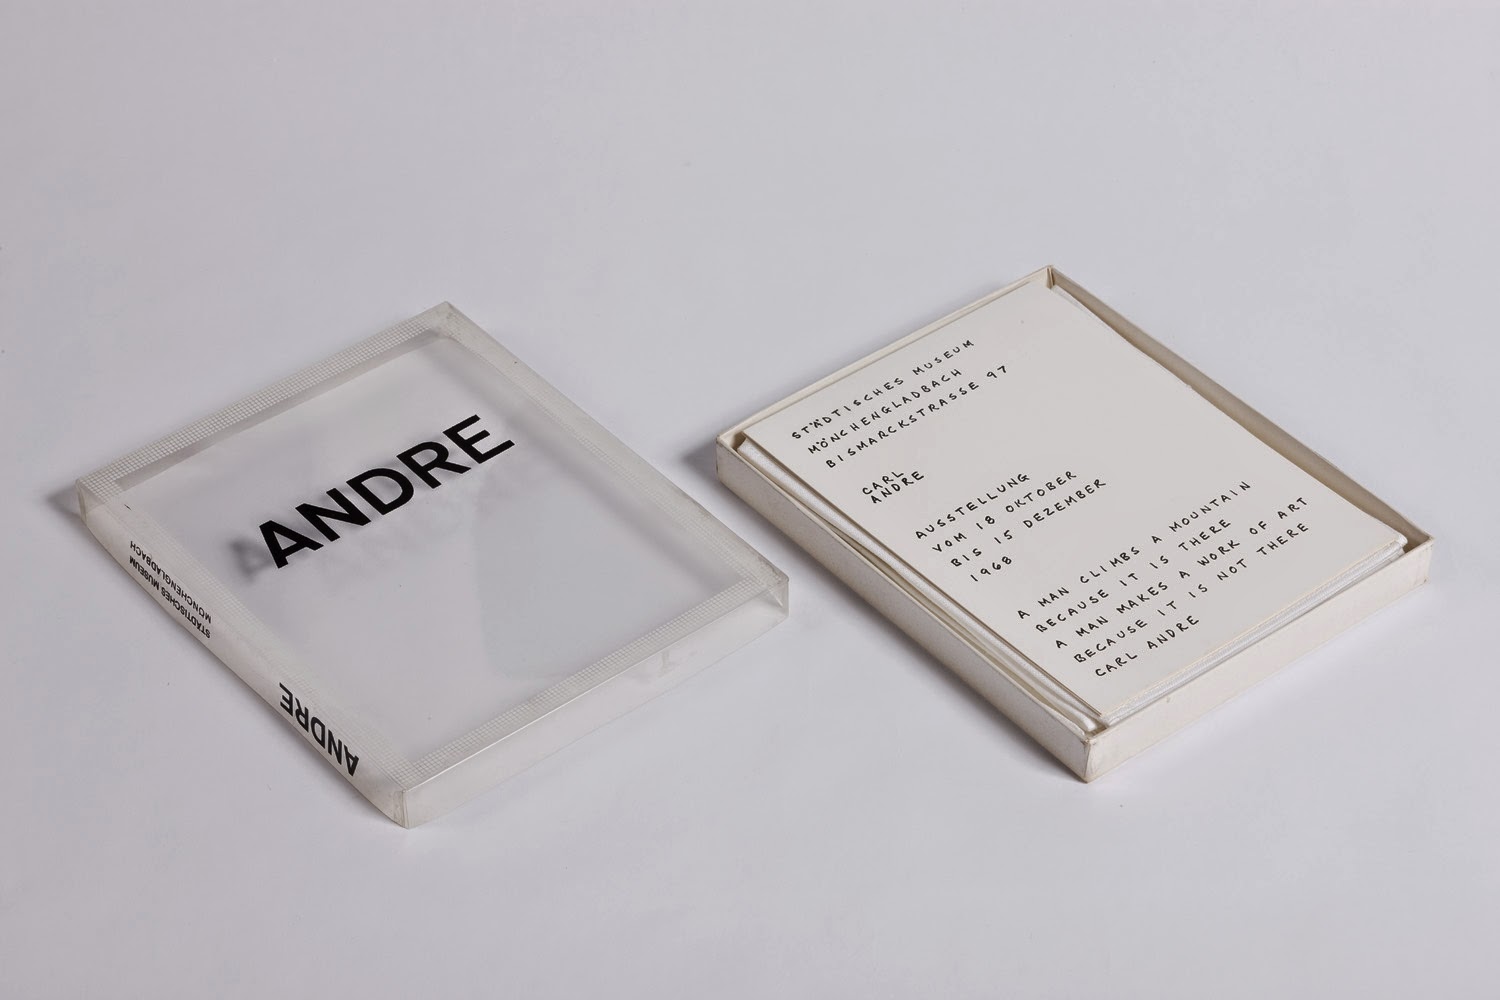 ANDRE
STÄDTISCHES MUSEUM
MÖNCHENGLADBACH
ANDRE
STÄDTISCHES MUSEUM
MÖNCHENGLADBACH
BISMARCKSTRASSE 97
CARL
ANDRE
AUSSTELLUNG
VOM 18 OKTOBER
BIS 15 DEZEMBER
1968
A MAN CLIMBS A MOUNTAIN
BECAUSE IT IS THERE
A MAN MAKES A WORK OF ART
BECAUSE IT IS NOT THERE
CARL ANDRE